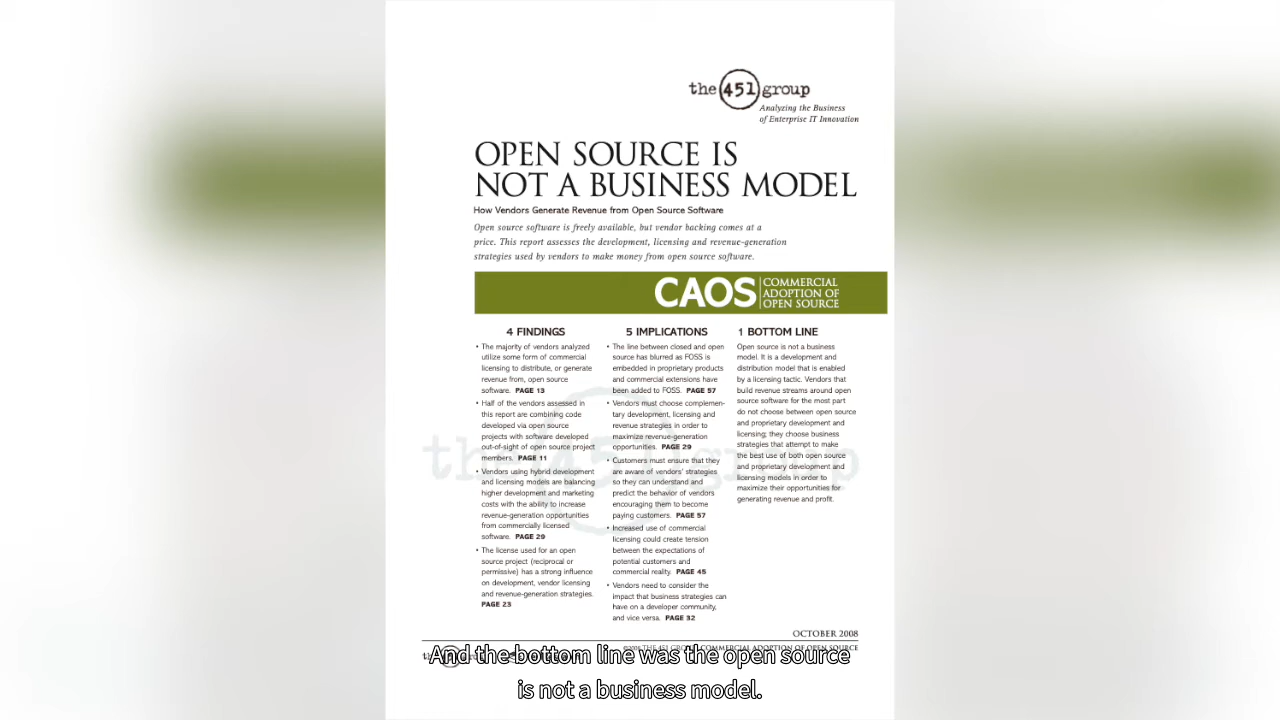 the 451 group
Analyzing the Business
of Enterprise IT Innovation
OPEN SOURCE IS
NOT A BUSINESS MODEL
How Vendors Generate Revenue from Open Source Software
Open source software is freely available, but vendor backing comes at a
price. This report assesses the development, licensing and revenue-generation
strategies used by vendors to make money from open source software.
CAOS
COMMERCIAL
ADOPTION OF
OPEN SOURCE
4 FINDINGS
• The majority of vendors analyzed
utilize some form of commercial
licensing to distribute, or generate
revenue from, open source
software. PAGE 13
• Half of the vendors assessed in
this report are combining code
developed via open source
projects with software developed
out-of-sight of open source project
members. PAGE 11
• Vendors using hybrid development
and licensing models are balancing
higher development and marketing
costs with the ability to increase
revenue-generation opportunities
from commercially licensed
software. PAGE 29
• The license used for an open
source project (reciprocal or
permissive) has a strong influence
on development, vendor licensing
and revenue-generation strategies.
PAGE 23
5 IMPLICATIONS
• The line between closed and open
source has blurred as FOSS is
embedded in proprietary products
and commercial extensions have
been added to FOSS. PAGE 57
• Vendors must choose complemen-
tary development, licensing and
revenue strategies in order to
maximize revenue-generation
opportunities. PAGE 29
• Customers must ensure that they
are aware of vendors' strategies
so they can understand and
predict the behavior of vendors
encouraging them to become
paying customers. PAGE 57
• Increased use of commercial
licensing could create tension
between the expectations of
potential customers and
commercial reality. PAGE 45
• Vendors need to consider the
impact that business strategies can
have on a developer community,
and vice versa. PAGE 32
1 BOTTOM LINE
Open source is not a business
model. It is a development and
distribution model that is enabled
by a licensing tactic. Vendors that
build revenue streams around open
source software for the most part
do not choose between open source
and proprietary development and
licensing; they choose business
strategies that attempt to make
the best use of both open source
and proprietary development and
licensing models in order to
maximize their opportunities for
generating revenue and profit.
the 451 group
OCTOBER 2008
COMMERCIAL ADOPTION OF OPEN SOURCE
And the bottom line was the open source
is not a business model.